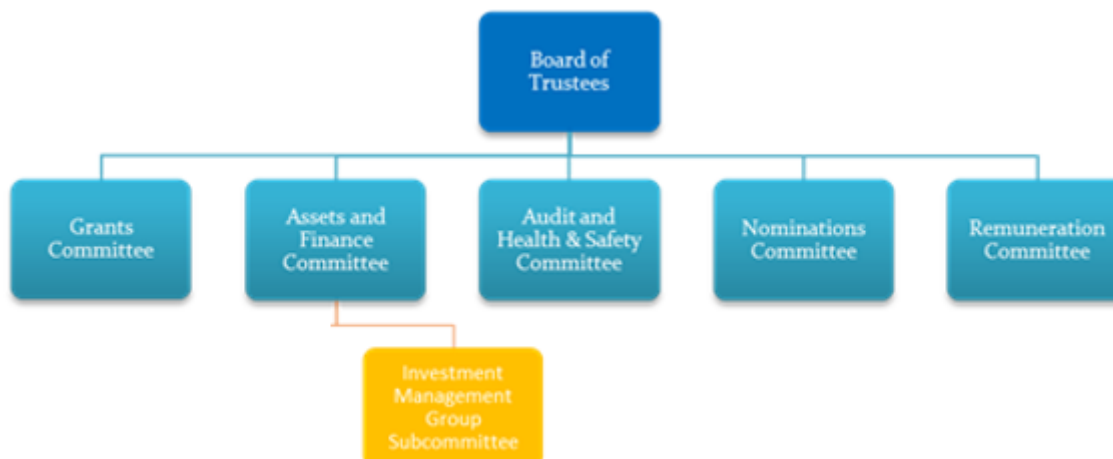 Board of
Trustees
Grants
Committee
Assets and
Finance
Committee
Audit and
Health & Safety
Committee
Nominations
Committee
Remuneration
Committee
Investment
Management
Group
Subcommittee